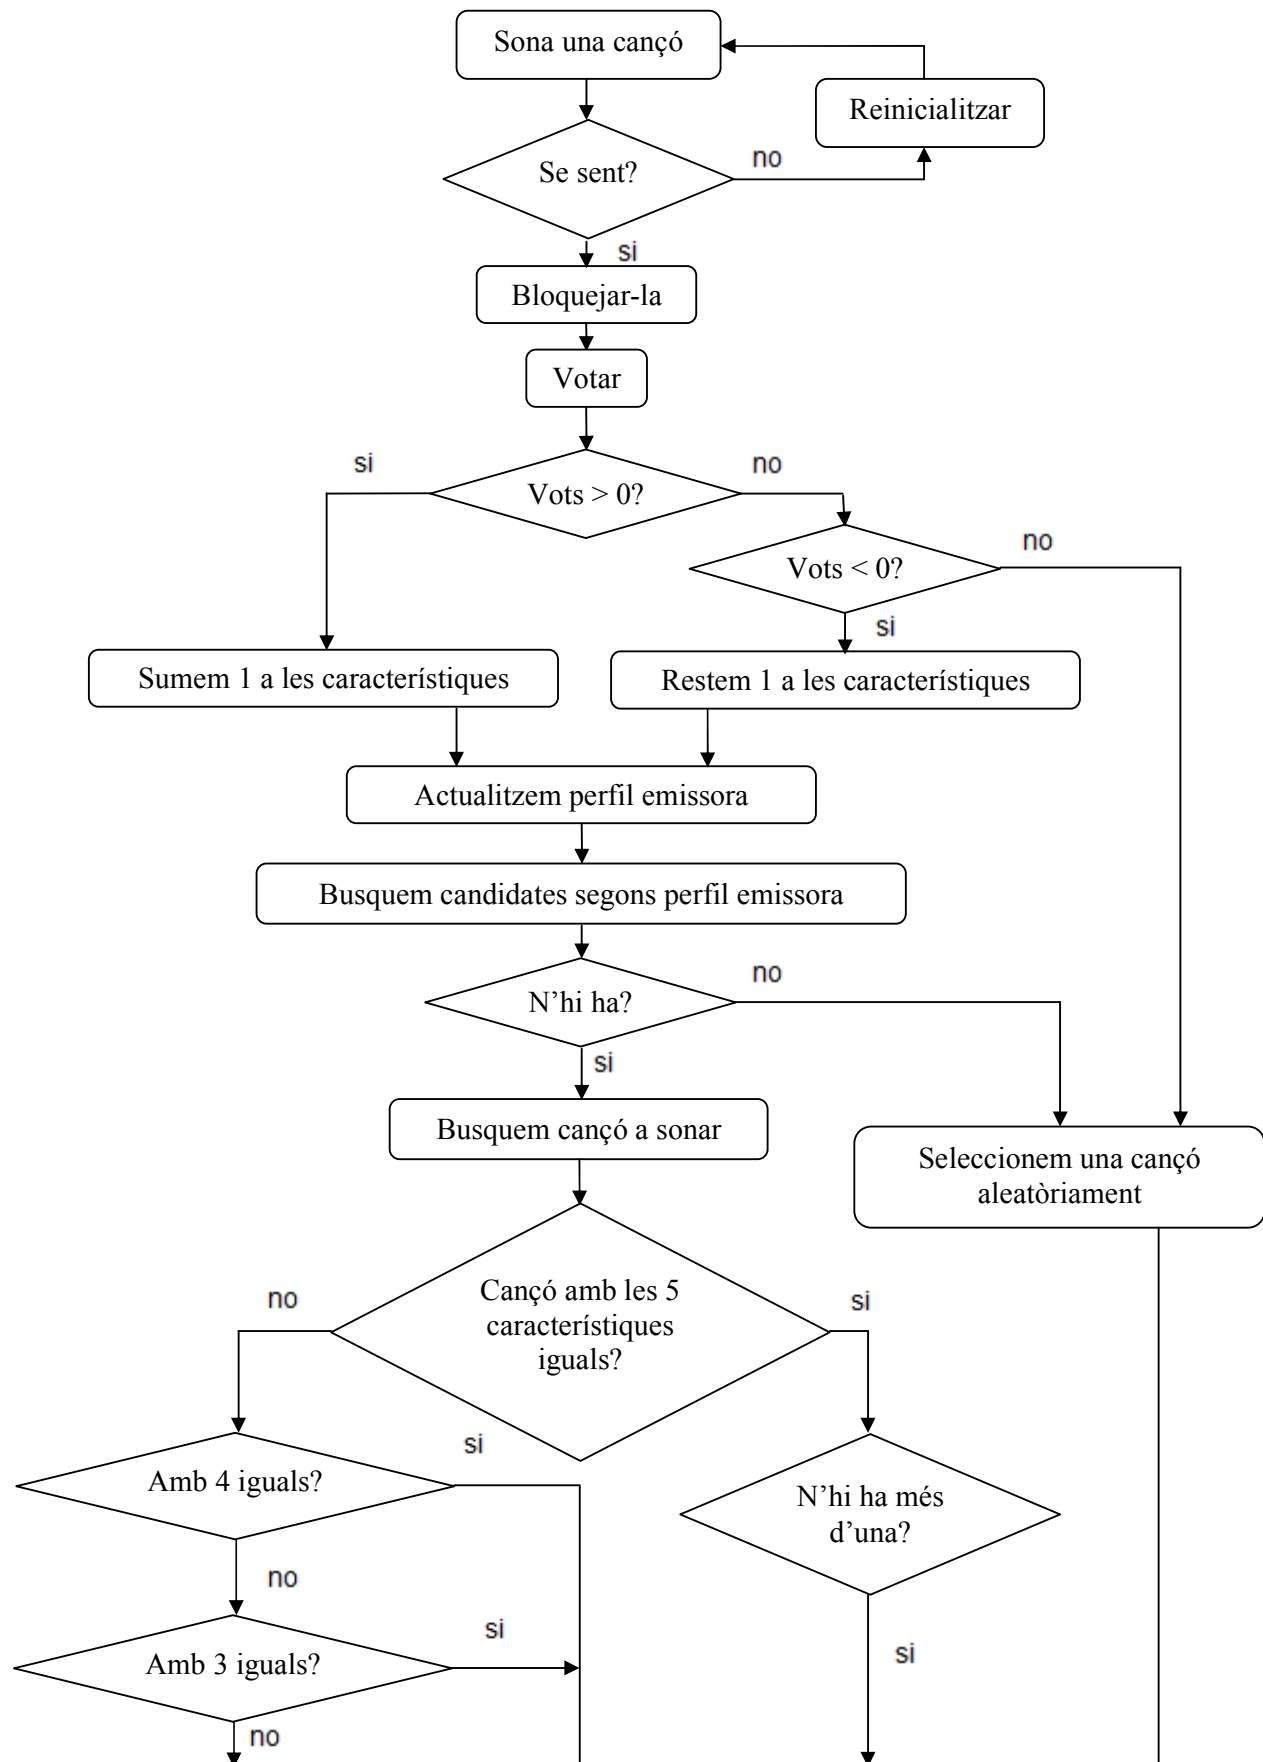 Sona una cançó
Reinicialitzar
Se sent?
no
si
Bloquejar-la
Votar
si
Vots > 0?
no
Vots < 0?
no
si
Sumem 1 a les característiques
Restem 1 a les característiques
Actualitzem perfil emissora
Busquem candidates segons perfil emissora
N’hi ha?
no
si
Busquem cançó a sonar
Seleccionem una cançó
aleatòriament
no
Cançó amb les 5
característiques
iguals?
si
Amb 4 iguals?
si
N’hi ha més
d’una?
no
Amb 3 iguals?
si
si
no